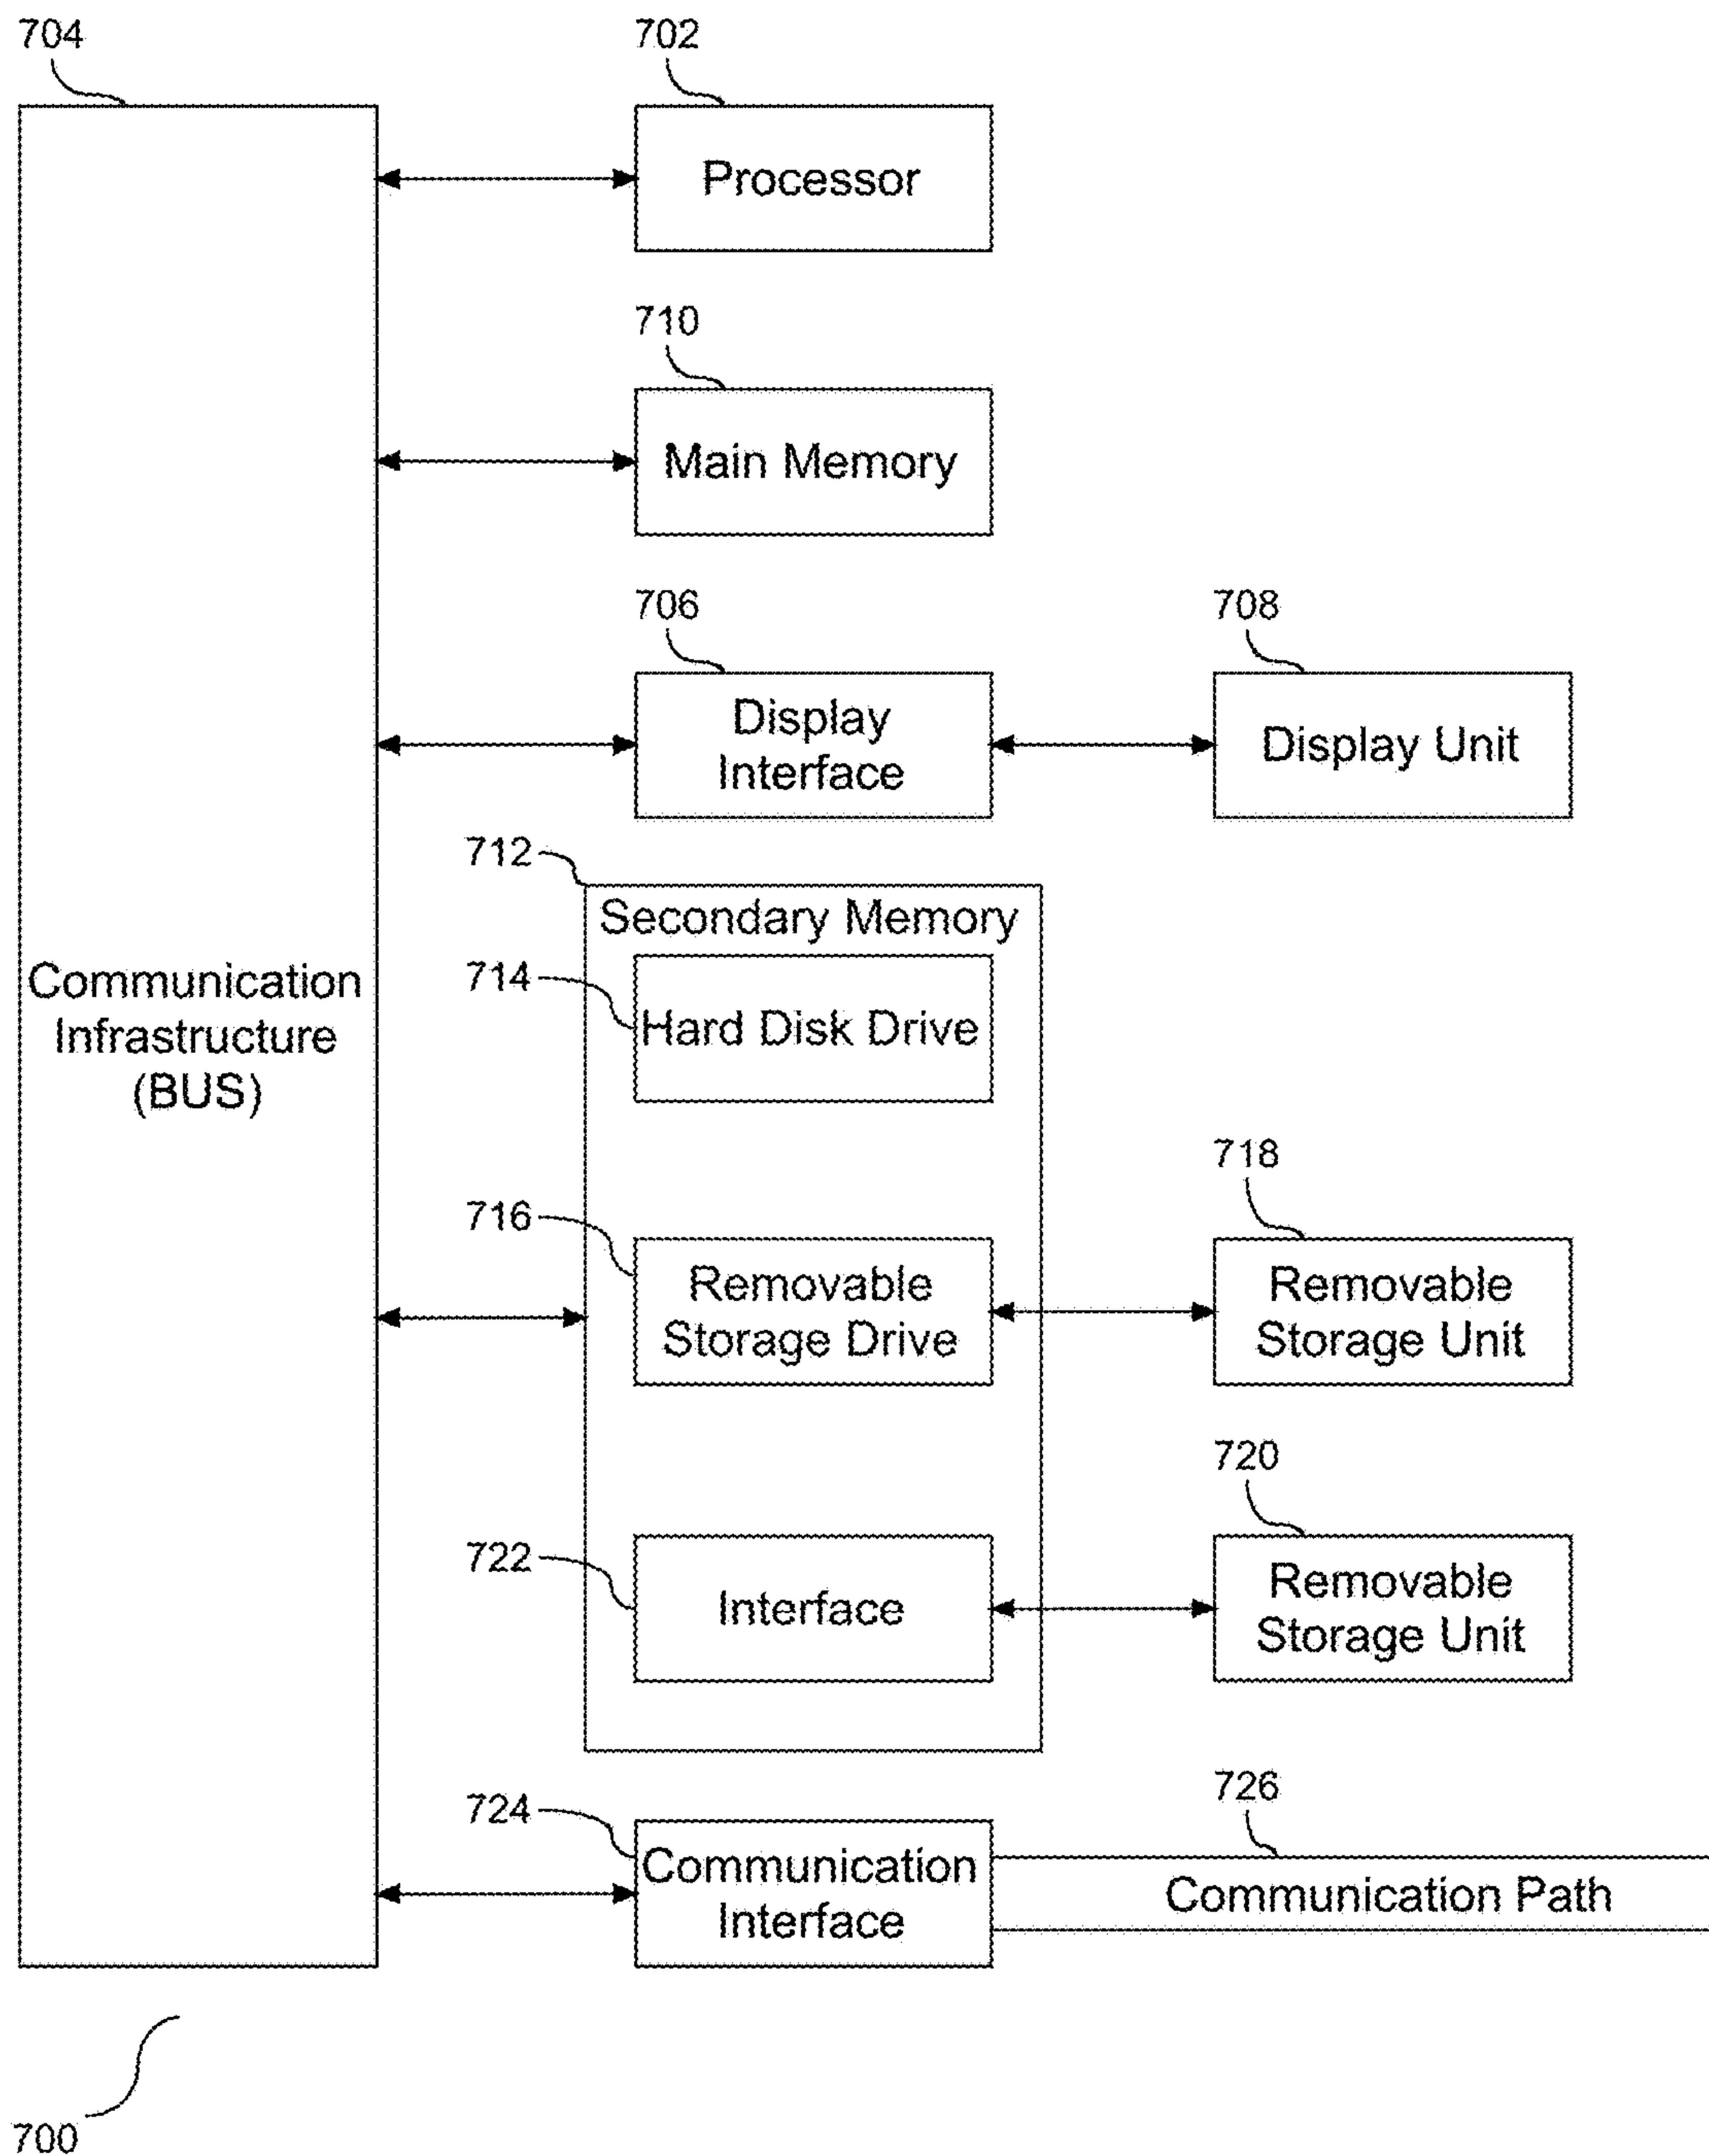 704
702
Processor
710
Main Memory
706
708
Display
Interface
Display Unit
712
Secondary Memory
714
Hard Disk Drive
Communication
Infrastructure
(BUS)
718
716
Removable
Storage Drive
Removable
Storage Unit
720
722
Interface
Removable
Storage Unit
726
724
Communication
Interface
Communication Path
700